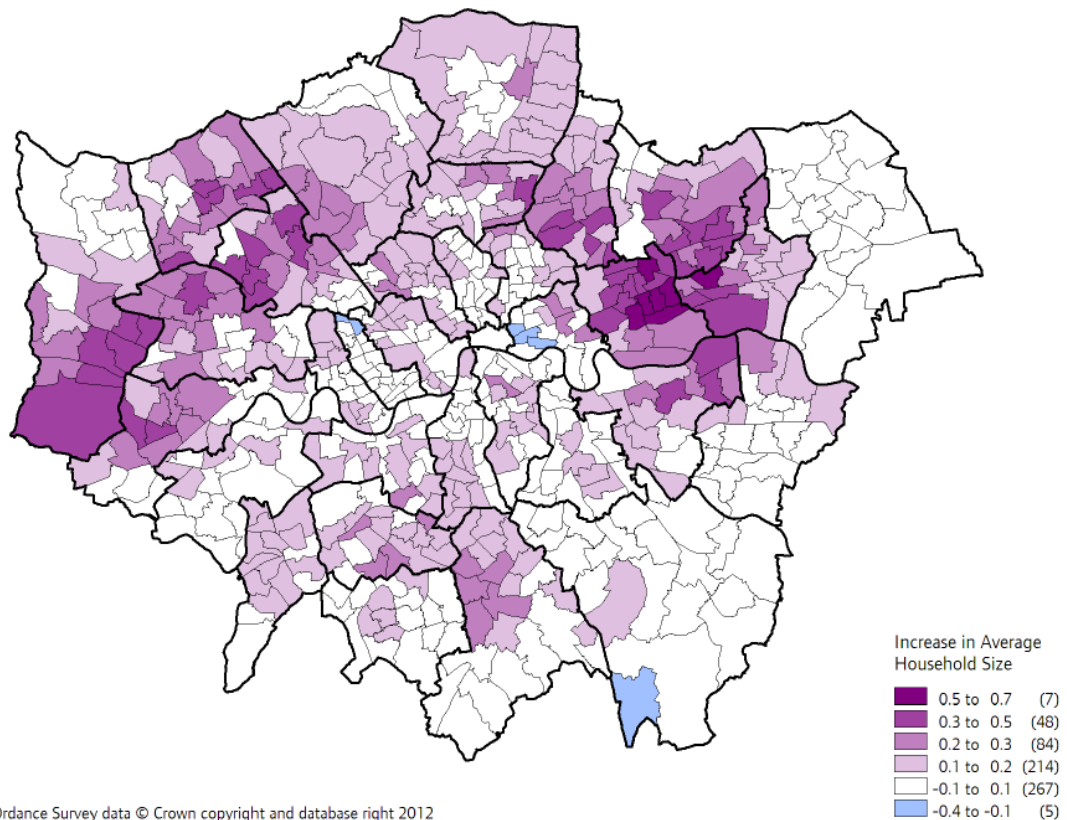 Increase in Average
Household Size
0.5 to 0.7 (7)
0.3 to 0.5 (48)
0.2 to 0.3 (84)
0.1 to 0.2 (214)
-0.1 to 0.1 (267)
-0.4 to -0.1 (5)
Ordance Survey data © Crown copyright and database right 2012